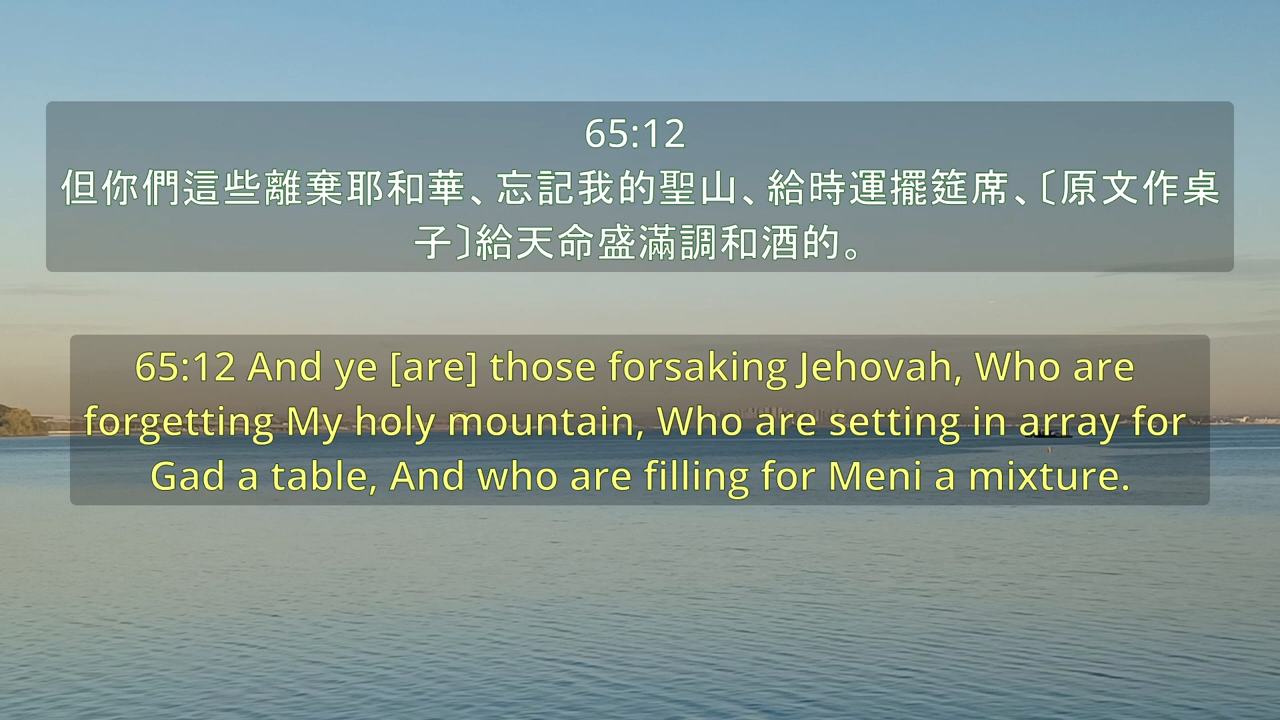 65:12
但你們這些離棄耶和華、忘記我的聖山、給時運擺筵席、〔原文作桌
子〕給天命盛滿調和酒的。
65:12 And ye [are] those forsaking Jehovah, Who are
forgetting My holy mountain, Who are setting in array for
Gad a table, And who are filling for Meni a mixture.